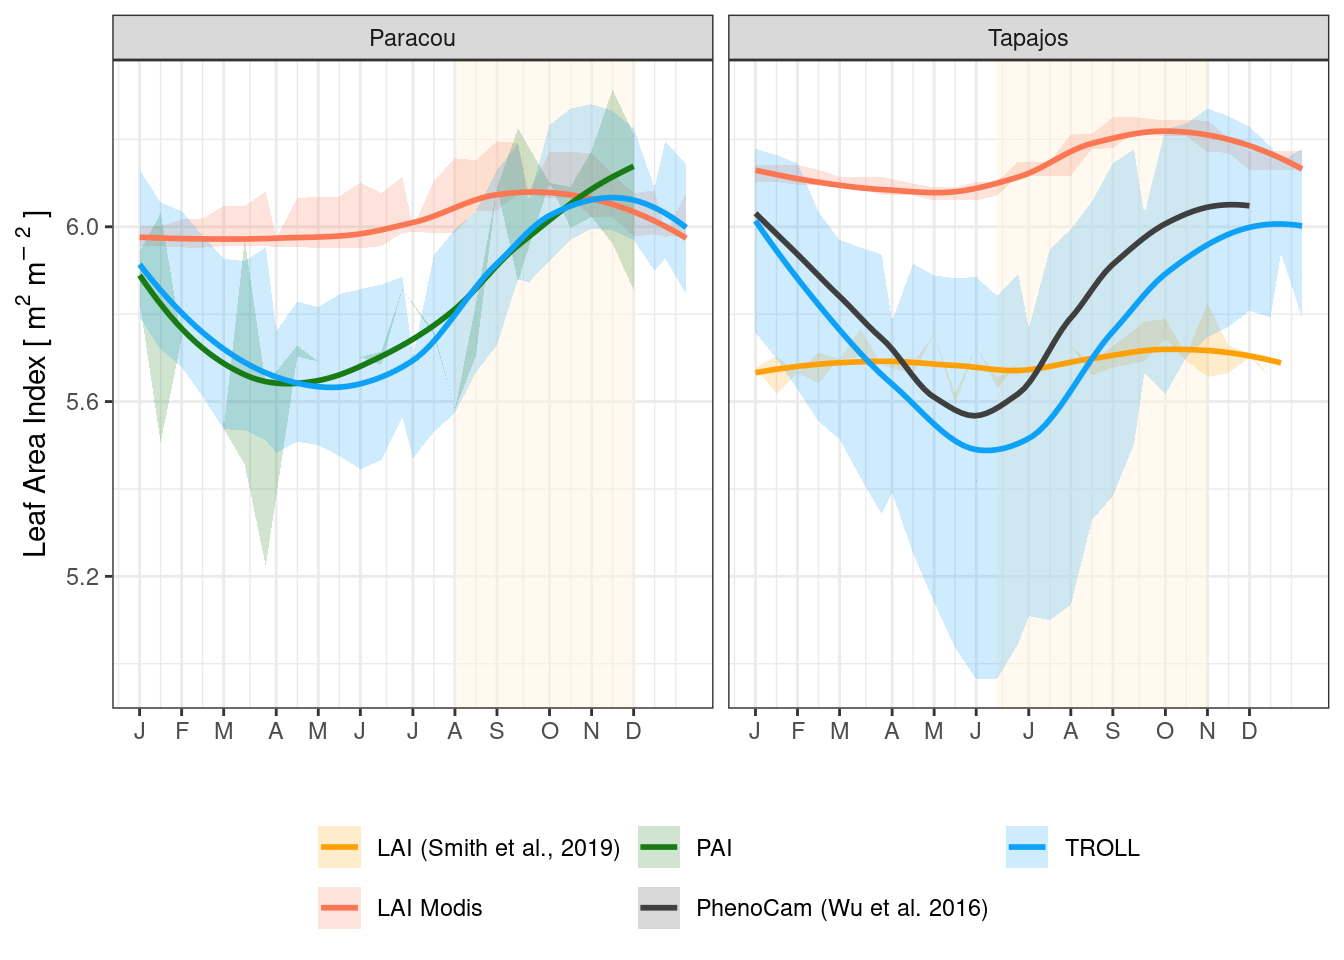 Paracou
Tapajos
Leaf Area Index [ m² m⁻² ]
6.0
5.6
5.2
J F M A M J J A S O N D
J F M A M J J A S O N D
LAI (Smith et al., 2019)
PAI
TROLL
LAI Modis
PhenoCam (Wu et al. 2016)